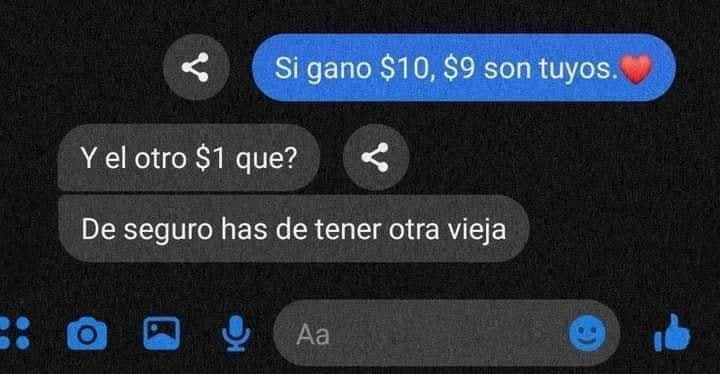 Si gano $10, $9 son tuyos.❤️
Y el otro $1 que?
De seguro has de tener otra vieja
Aa